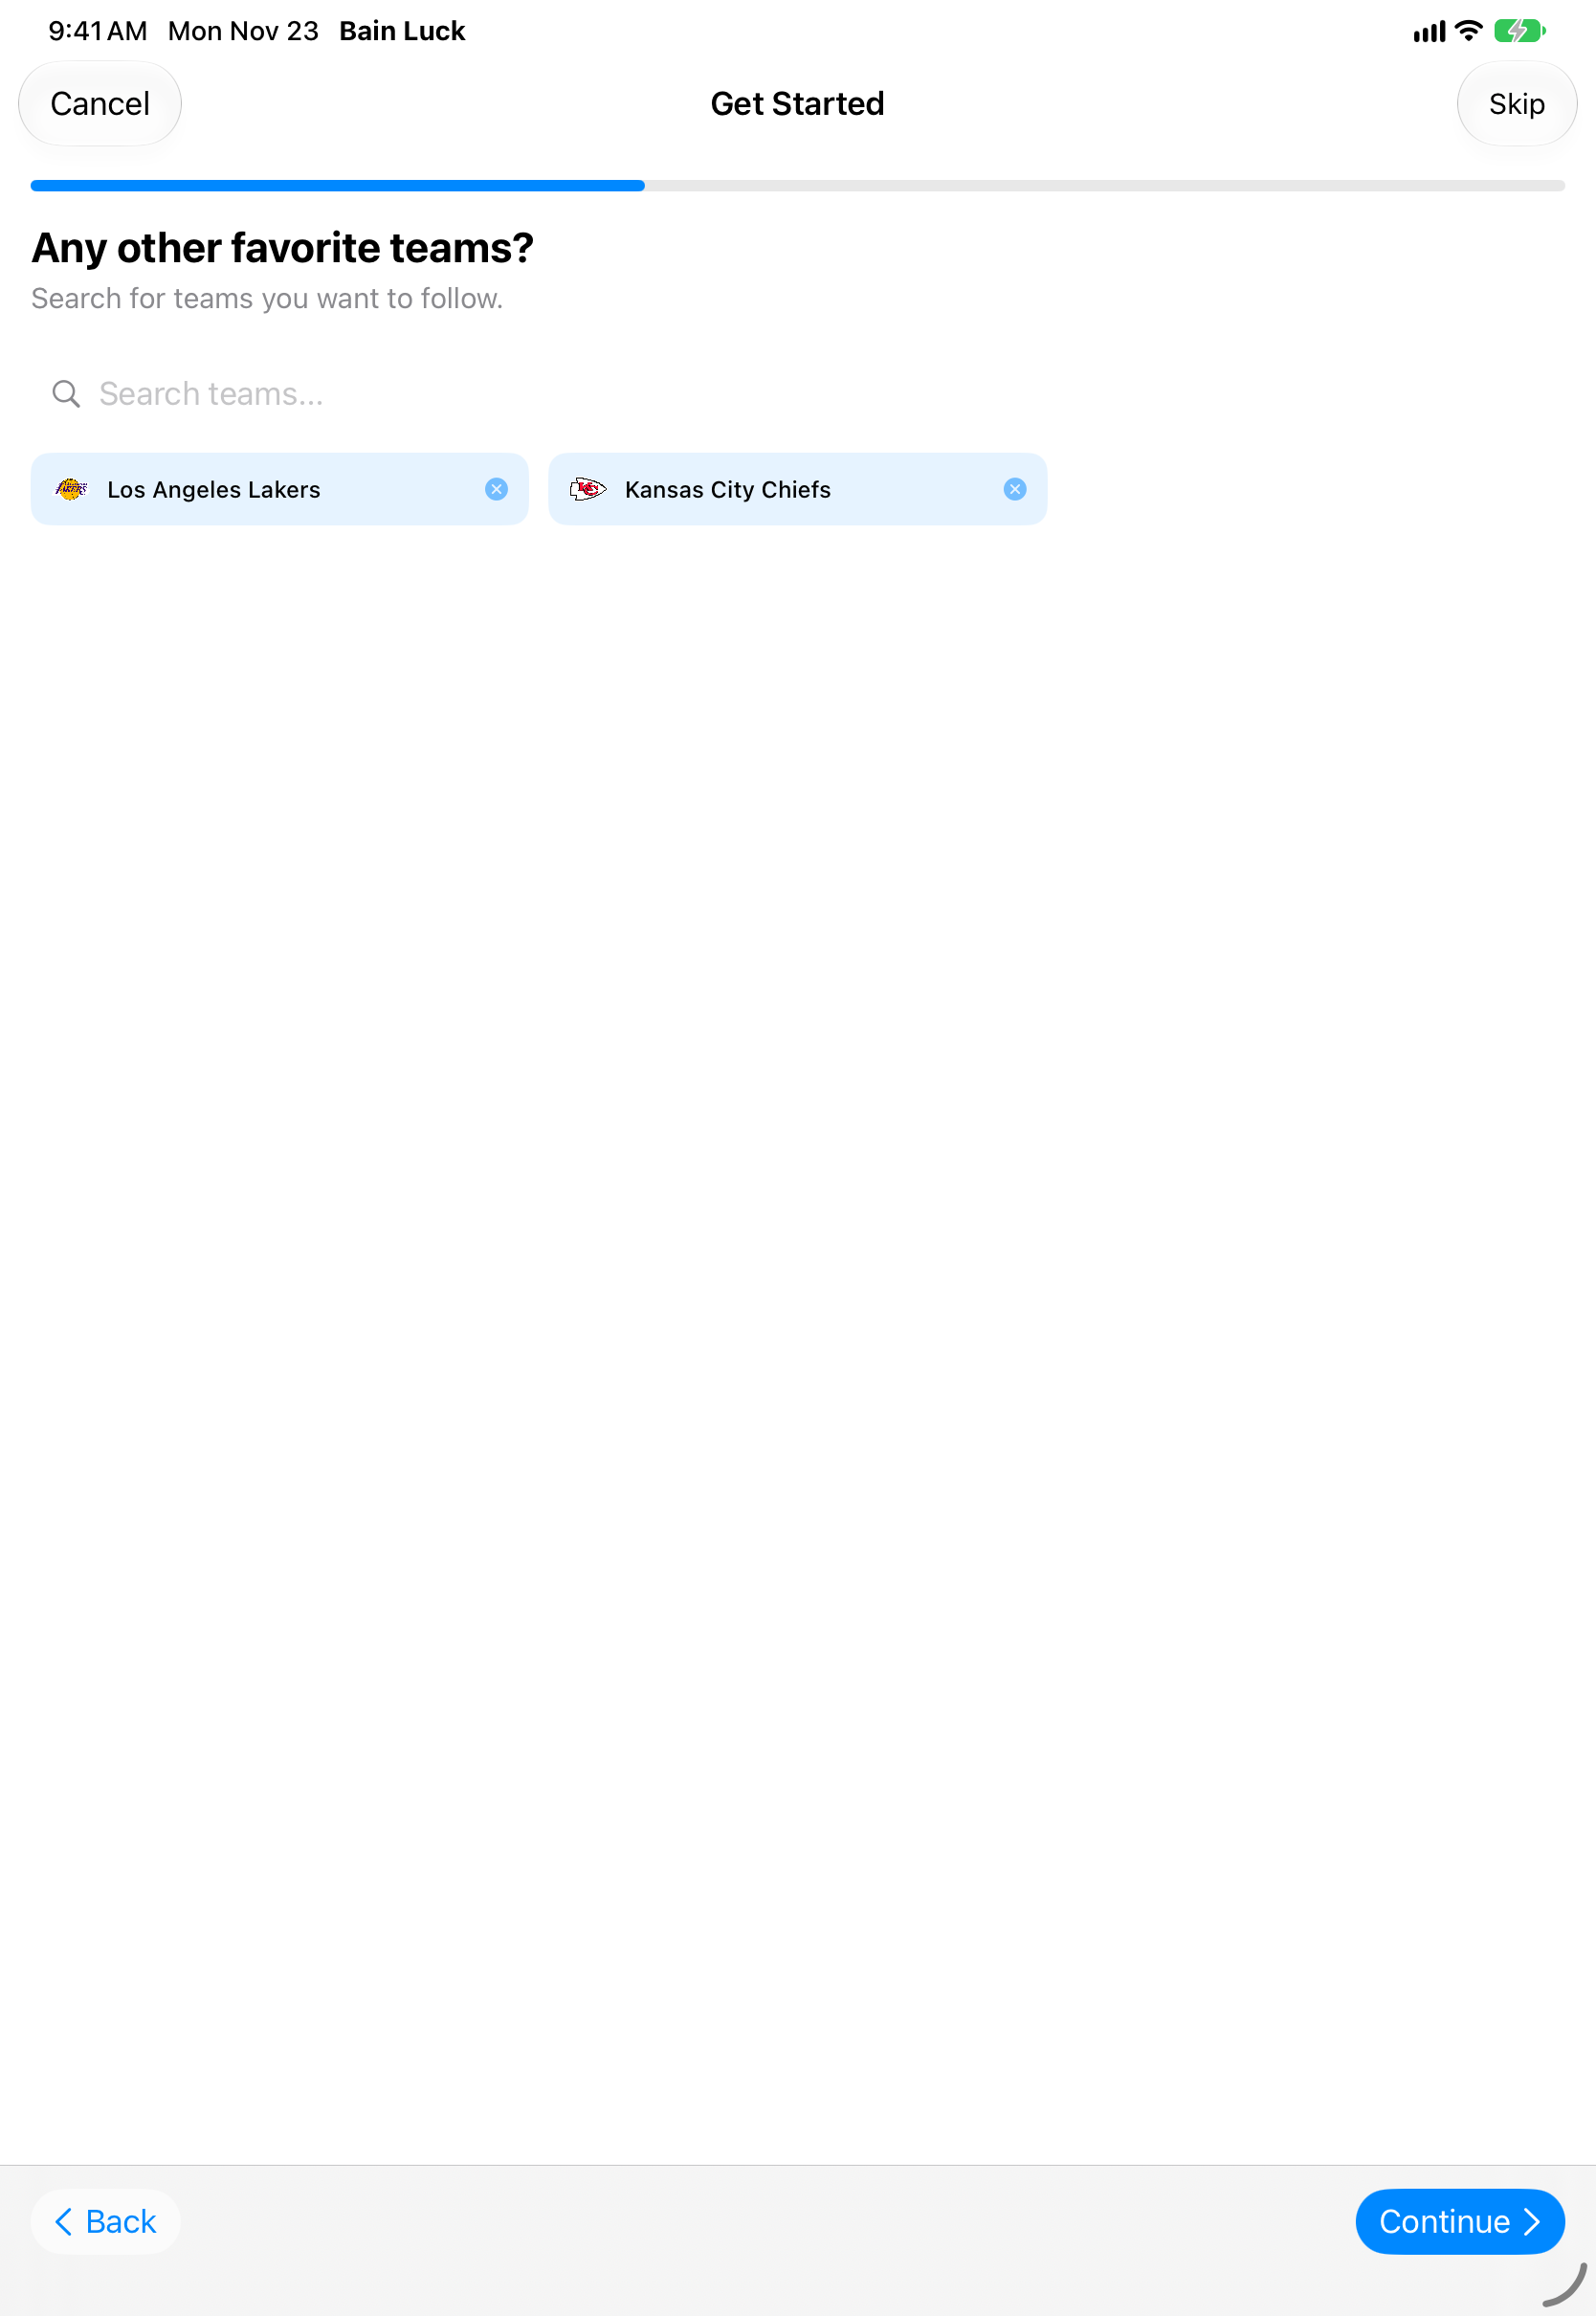 9:41 AM Mon Nov 23 Bain Luck
Cancel
Get Started
Skip
Any other favorite teams?
Search for teams you want to follow.
Search teams...
Los Angeles Lakers
Kansas City Chiefs
Back
Continue